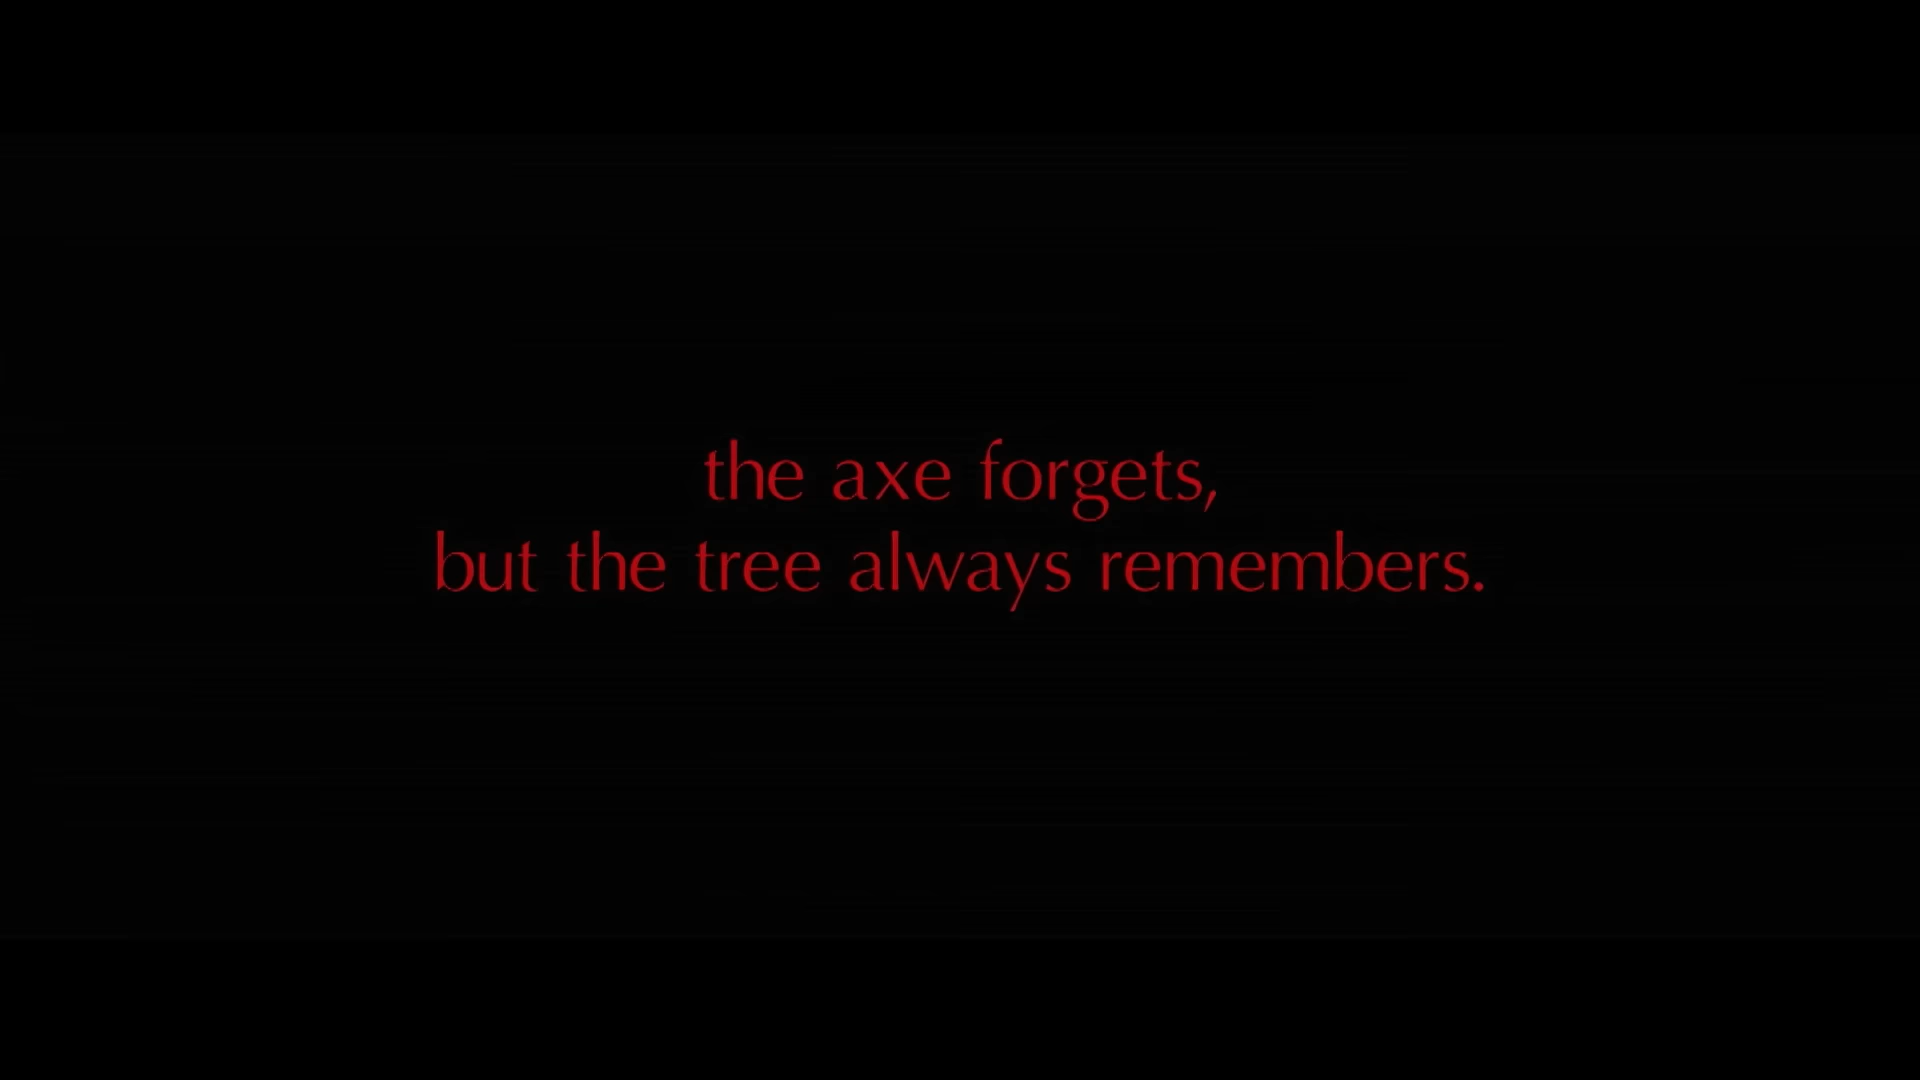 the axe forgets,
but the tree always remembers.